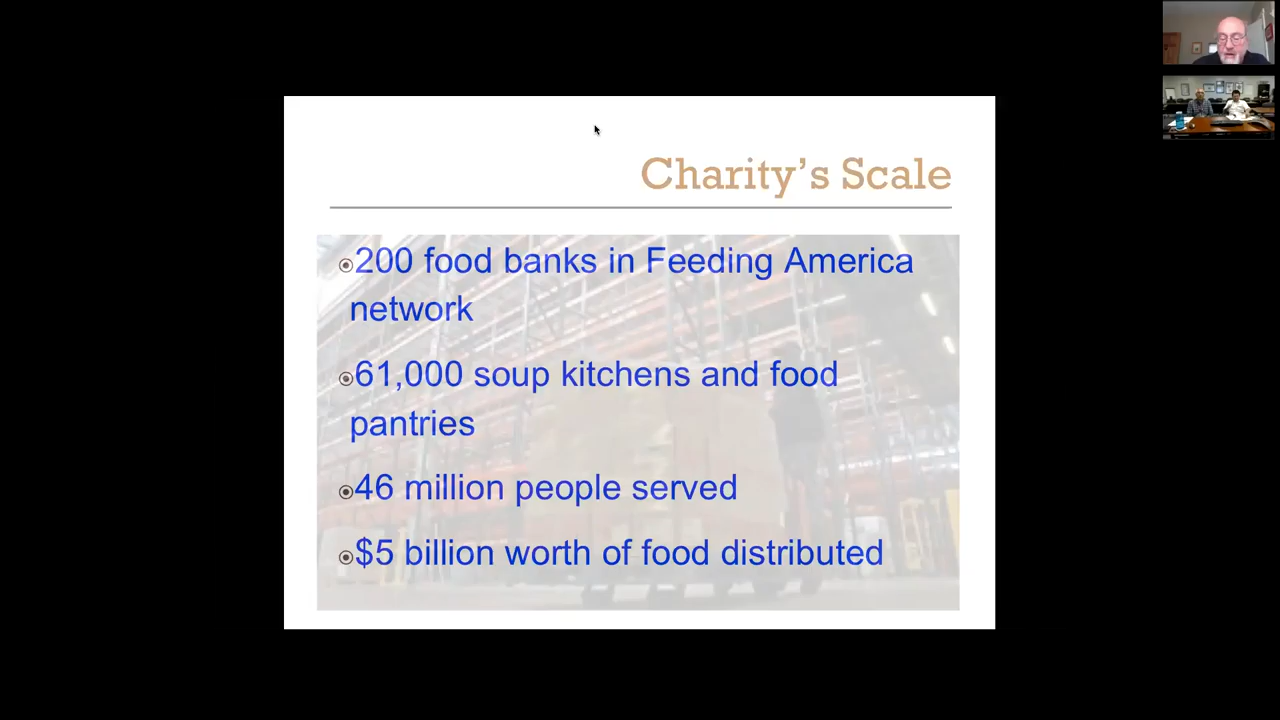 Charity’s Scale
200 food banks in Feeding America
network
61,000 soup kitchens and food
pantries
46 million people served
$5 billion worth of food distributed